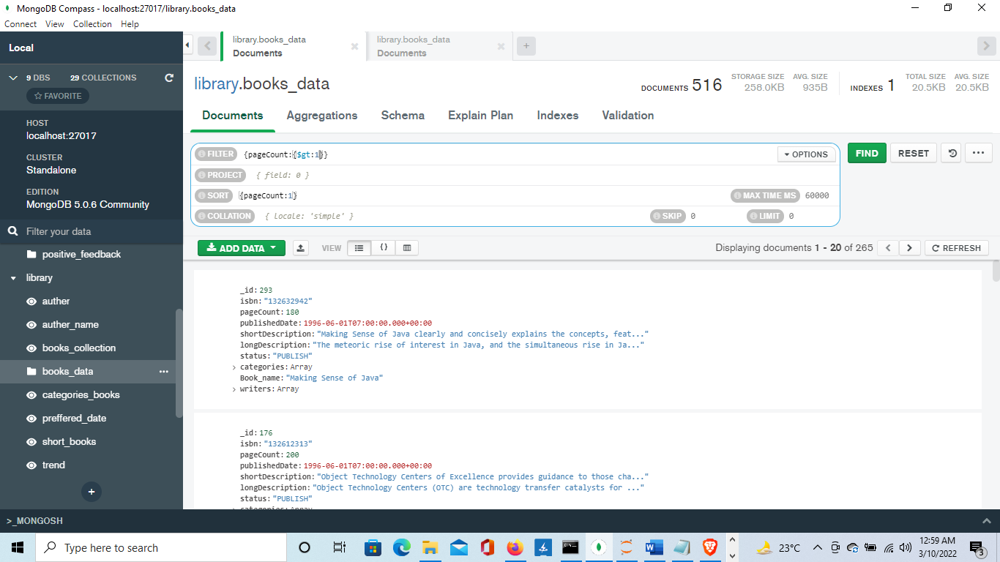 MongoDB Compass - localhost:27017/library.books_data
Connect View Collection Help
Local
9 DBS 29 COLLECTIONS
FAVORITE
HOST
localhost:27017
CLUSTER
Standalone
EDITION
MongoDB 5.0.6 Community
Filter your data
positive_feedback
library
auther
auther_name
books_collection
books_data
categories_books
preffered_date
short_books
trend
library.books_data
Documents
library.books_data
Documents
library.books_data
DOCUMENTS 516
STORAGE SIZE
258.0KB
AVG. SIZE
935B
INDEXES 1
TOTAL SIZE
20.5KB
AVG. SIZE
20.5KB
Documents Aggregations Schema Explain Plan Indexes Validation
FILTER {pageCount:{$gt:1}} OPTIONS
FIND RESET
PROJECT { field: 0 }
SORT {pageCount:1} MAX TIME MS 60000
COLLATION { locale: 'simple' } SKIP 0 LIMIT 0
ADD DATA VIEW {} Displaying documents 1 - 20 of 265 REFRESH
_id: 293
isbn: "132632942"
pageCount: 180
publishedDate: 1996-06-01T07:00:00.000+00:00
shortDescription: "Making Sense of Java clearly and concisely explains the concepts, feat..."
longDescription: "The meteoric rise of interest in Java, and the simultaneous rise in Ja..."
status: "PUBLISH"
categories: Array
Book_name: "Making Sense of Java"
writers: Array
_id: 176
isbn: "132612313"
pageCount: 200
publishedDate: 1996-06-01T07:00:00.000+00:00
shortDescription: "Object Technology Centers of Excellence provides guidance to those cha..."
longDescription: "Object Technology Centers (OTC) are technology transfer catalysts for ..."
status: "PUBLISH"
categories: Array
>_MONGOSH
Type here to search
23°C
12:59 AM
3/10/2022
3